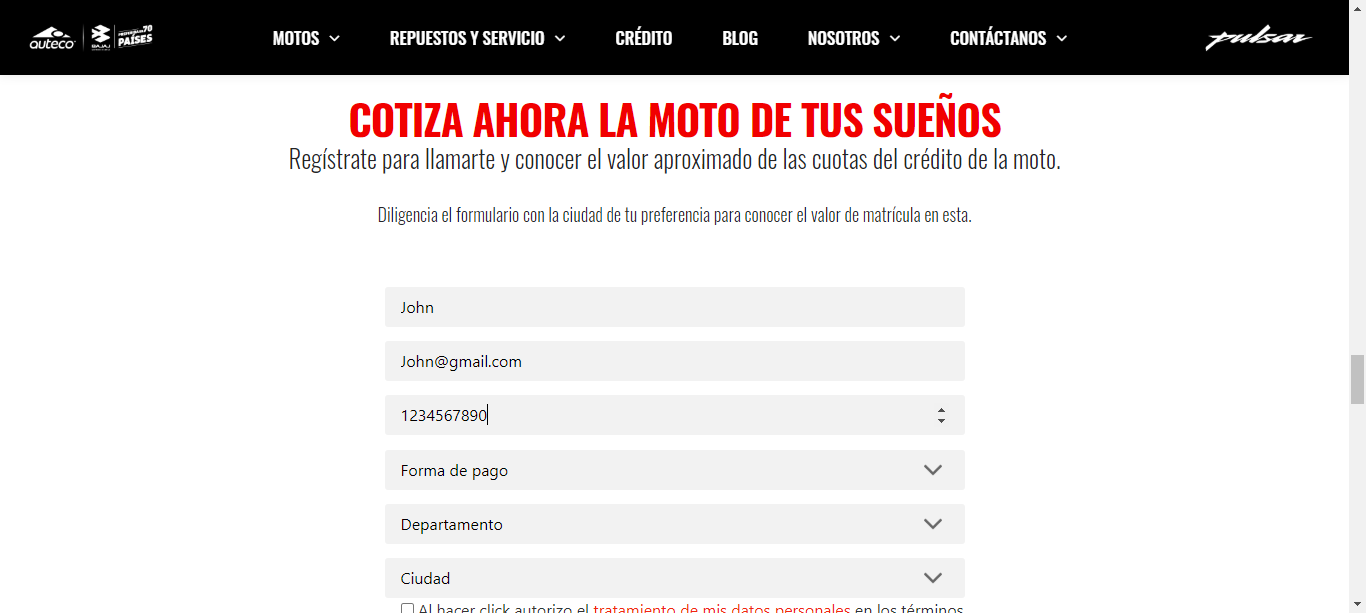 auteco
BAJAJ
70
PAÍSES
MOTOS
REPUESTOS Y SERVICIO
CRÉDITO
BLOG
NOSOTROS
CONTÁCTANOS
pulsar
COTIZA AHORA LA MOTO DE TUS SUEÑOS
Regístrate para llamarte y conocer el valor aproximado de las cuotas del crédito de la moto.
Diligencia el formulario con la ciudad de tu preferencia para conocer el valor de matrícula en esta.
John
John@gmail.com
1234567890
Forma de pago
Departamento
Ciudad
Al hacer click autorizo el tratamiento de mis datos personales en los términos